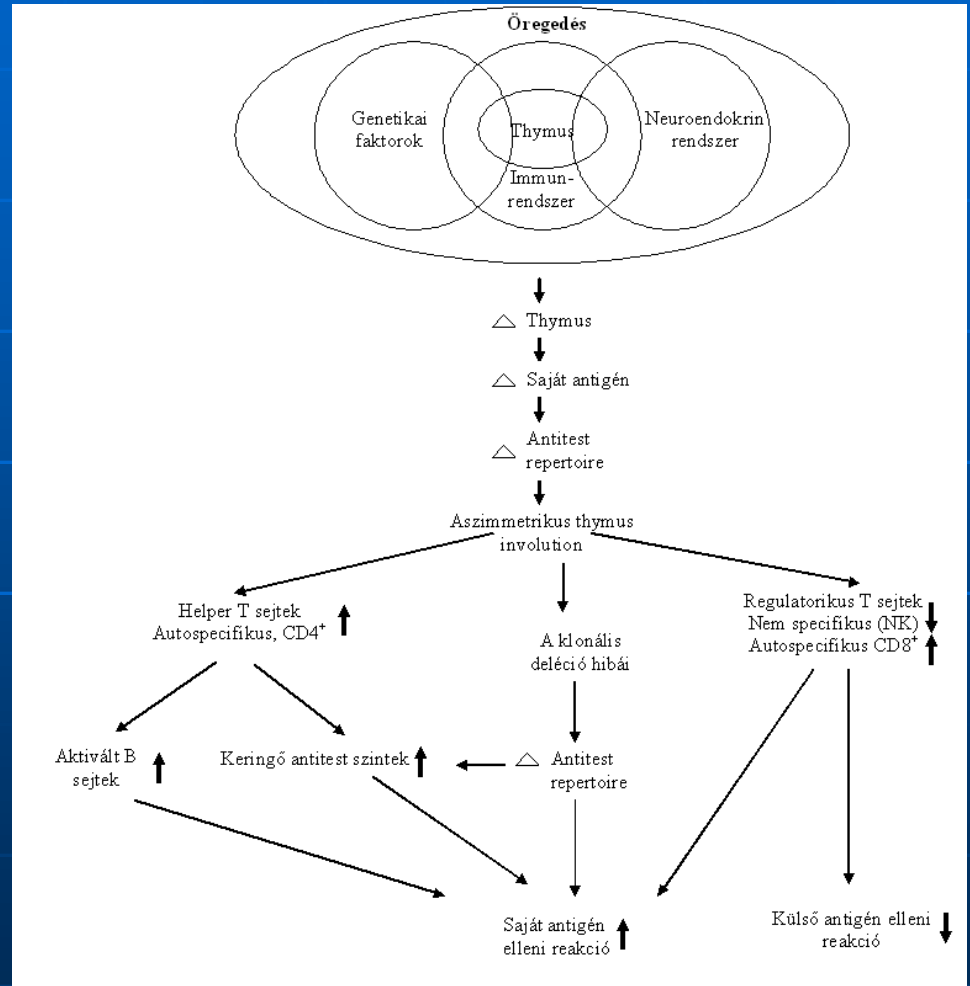 Öregedés
Genetikai
faktorok
Thymus
Immun-
rendszer
Neuroendokrin
rendszer
△ Thymus
△ Saját antigén
△ Antitest
repertoire
Aszimmetrikus thymus
involution
Helper T sejtek
Autospecifikus, CD4⁺
A klonális
deléció hibái
Regulatorikus T sejtek
Nem specifikus (NK)
Autospecifikus CD8⁺
Aktivált B
sejtek
Keringő antitest szintek
△ Antitest
repertoire
Saját antigén
elleni reakció
Külső antigén elleni
reakció